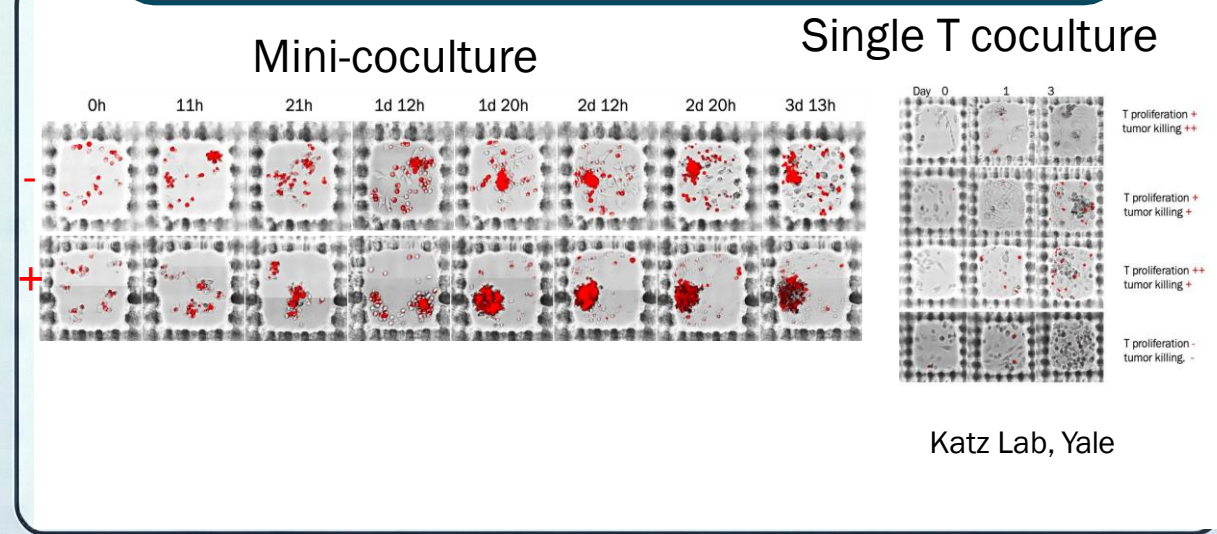 Mini-coculture
Single T coculture
0h 11h 21h 1d 12h 1d 20h 2d 12h 2d 20h 3d 13h
-
+
Day 0 1 3
T proliferation +
tumor killing ++
T proliferation +
tumor killing +
T proliferation ++
tumor killing +
T proliferation -
tumor killing. -
Katz Lab, Yale